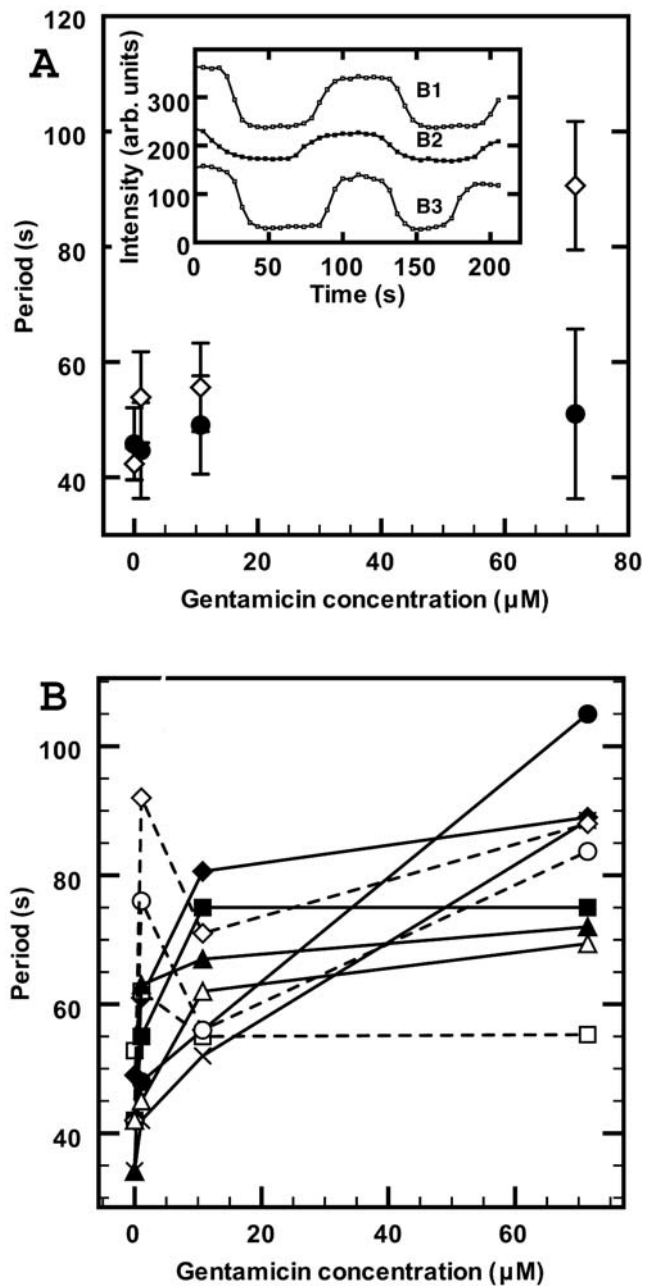 A
120
100
80
60
40
Period (s)
0 20 40 60 80
Gentamicin concentration (µM)
Intensity (arb. units)
300
200
100
0
B1
B2
B3
0 50 100 150 200
Time (s)
B
100
80
60
40
Period (s)
0 20 40 60
Gentamicin concentration (µM)